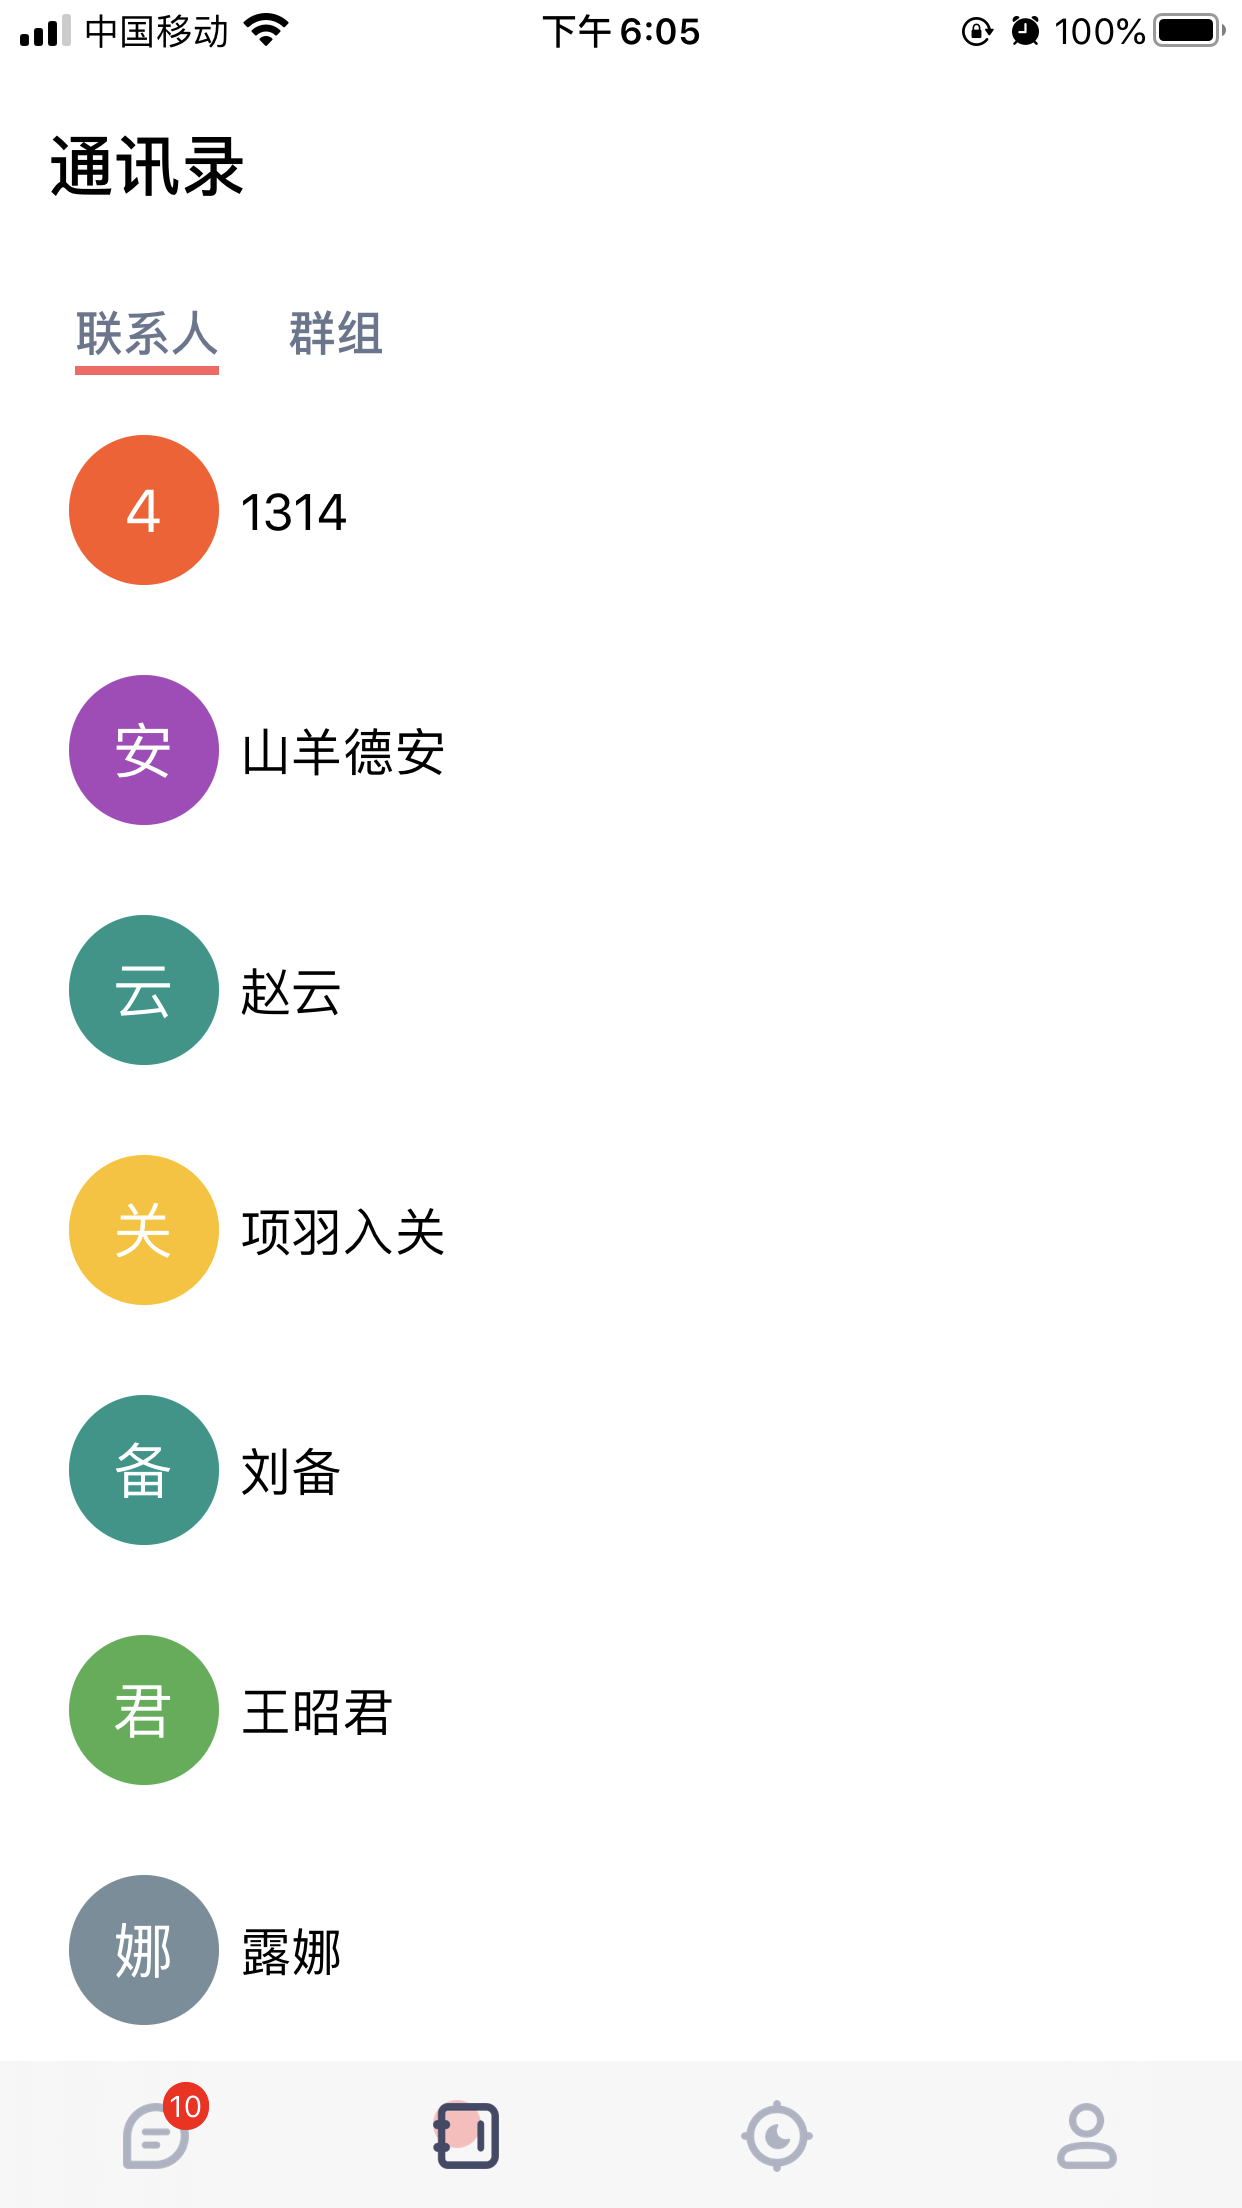 中国移动 下午 6:05 100%
通讯录
联系人 群组
4 1314
安 山羊德安
云 赵云
关 项羽入关
备 刘备
君 王昭君
娜 露娜
10